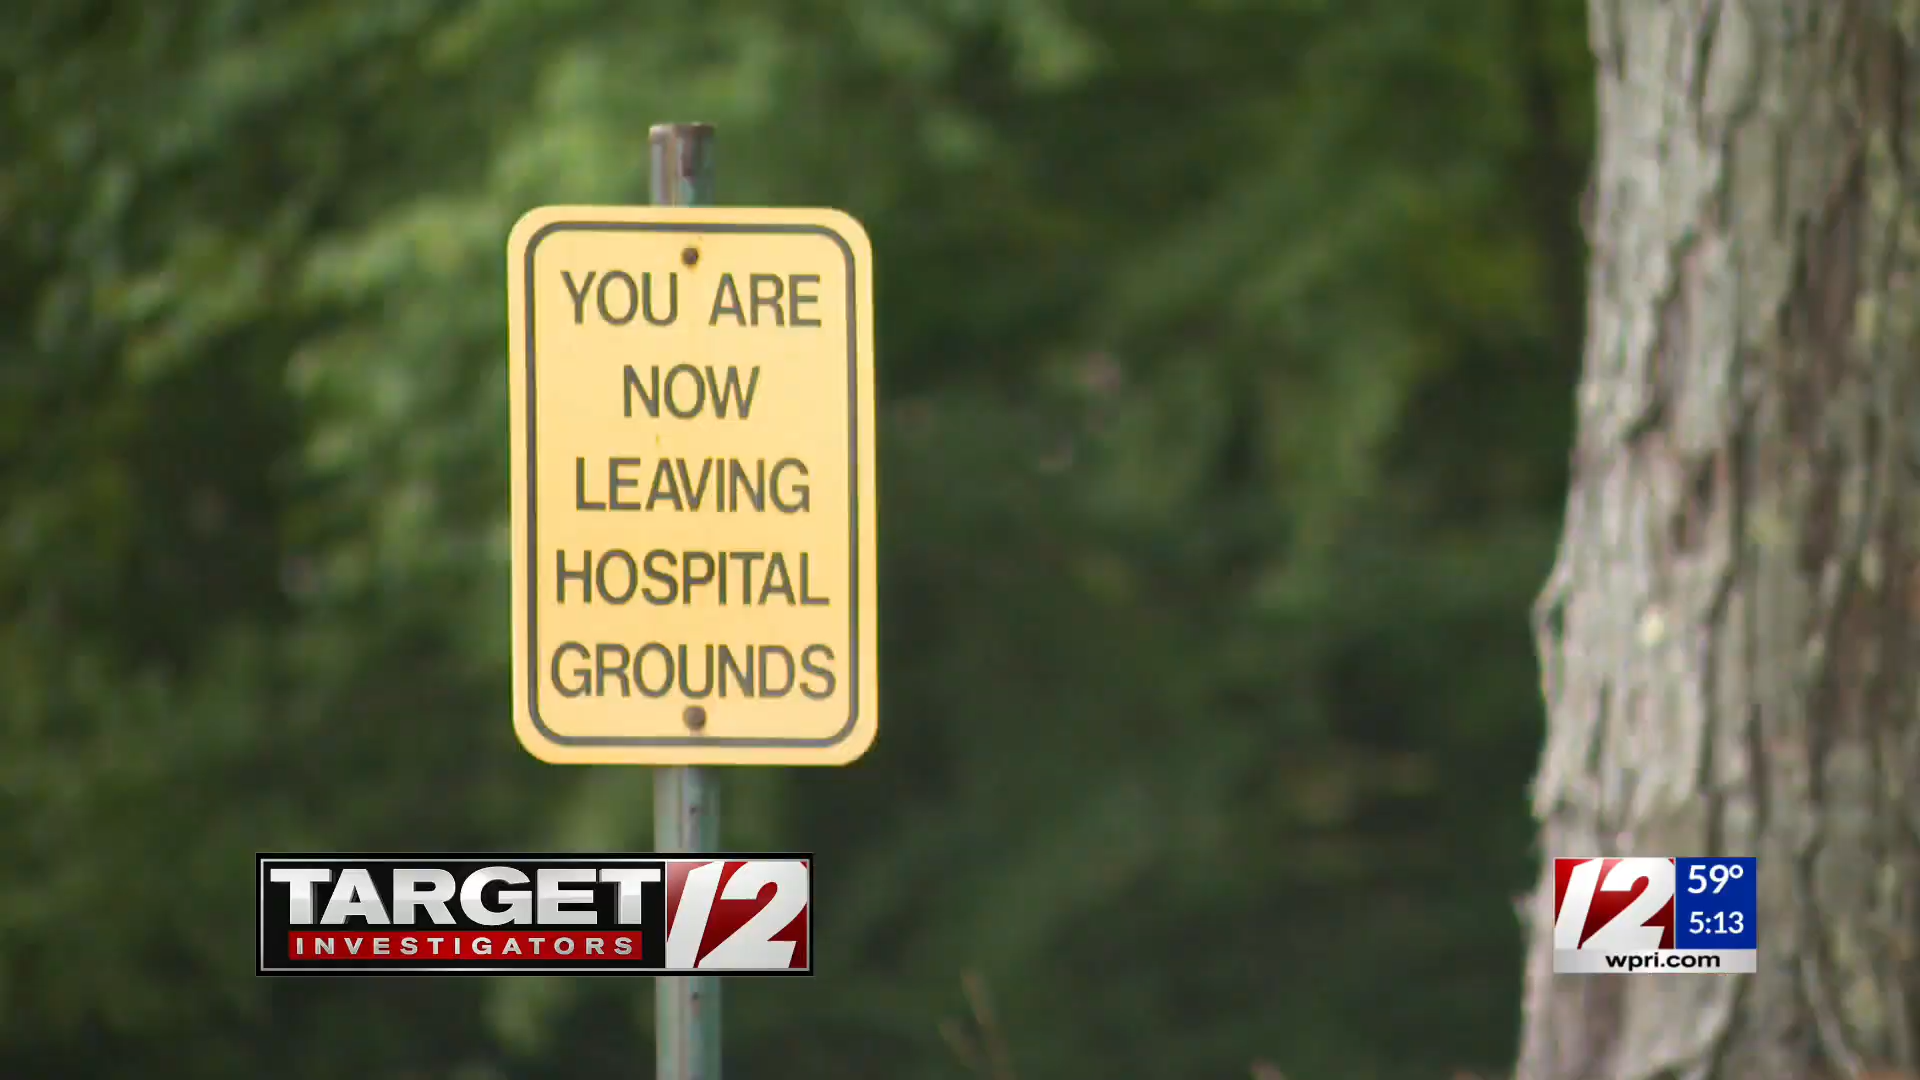 YOU ARE
NOW
LEAVING
HOSPITAL
GROUNDS
TARGET 12
INVESTIGATORS
12
59°
5:13
wpri.com